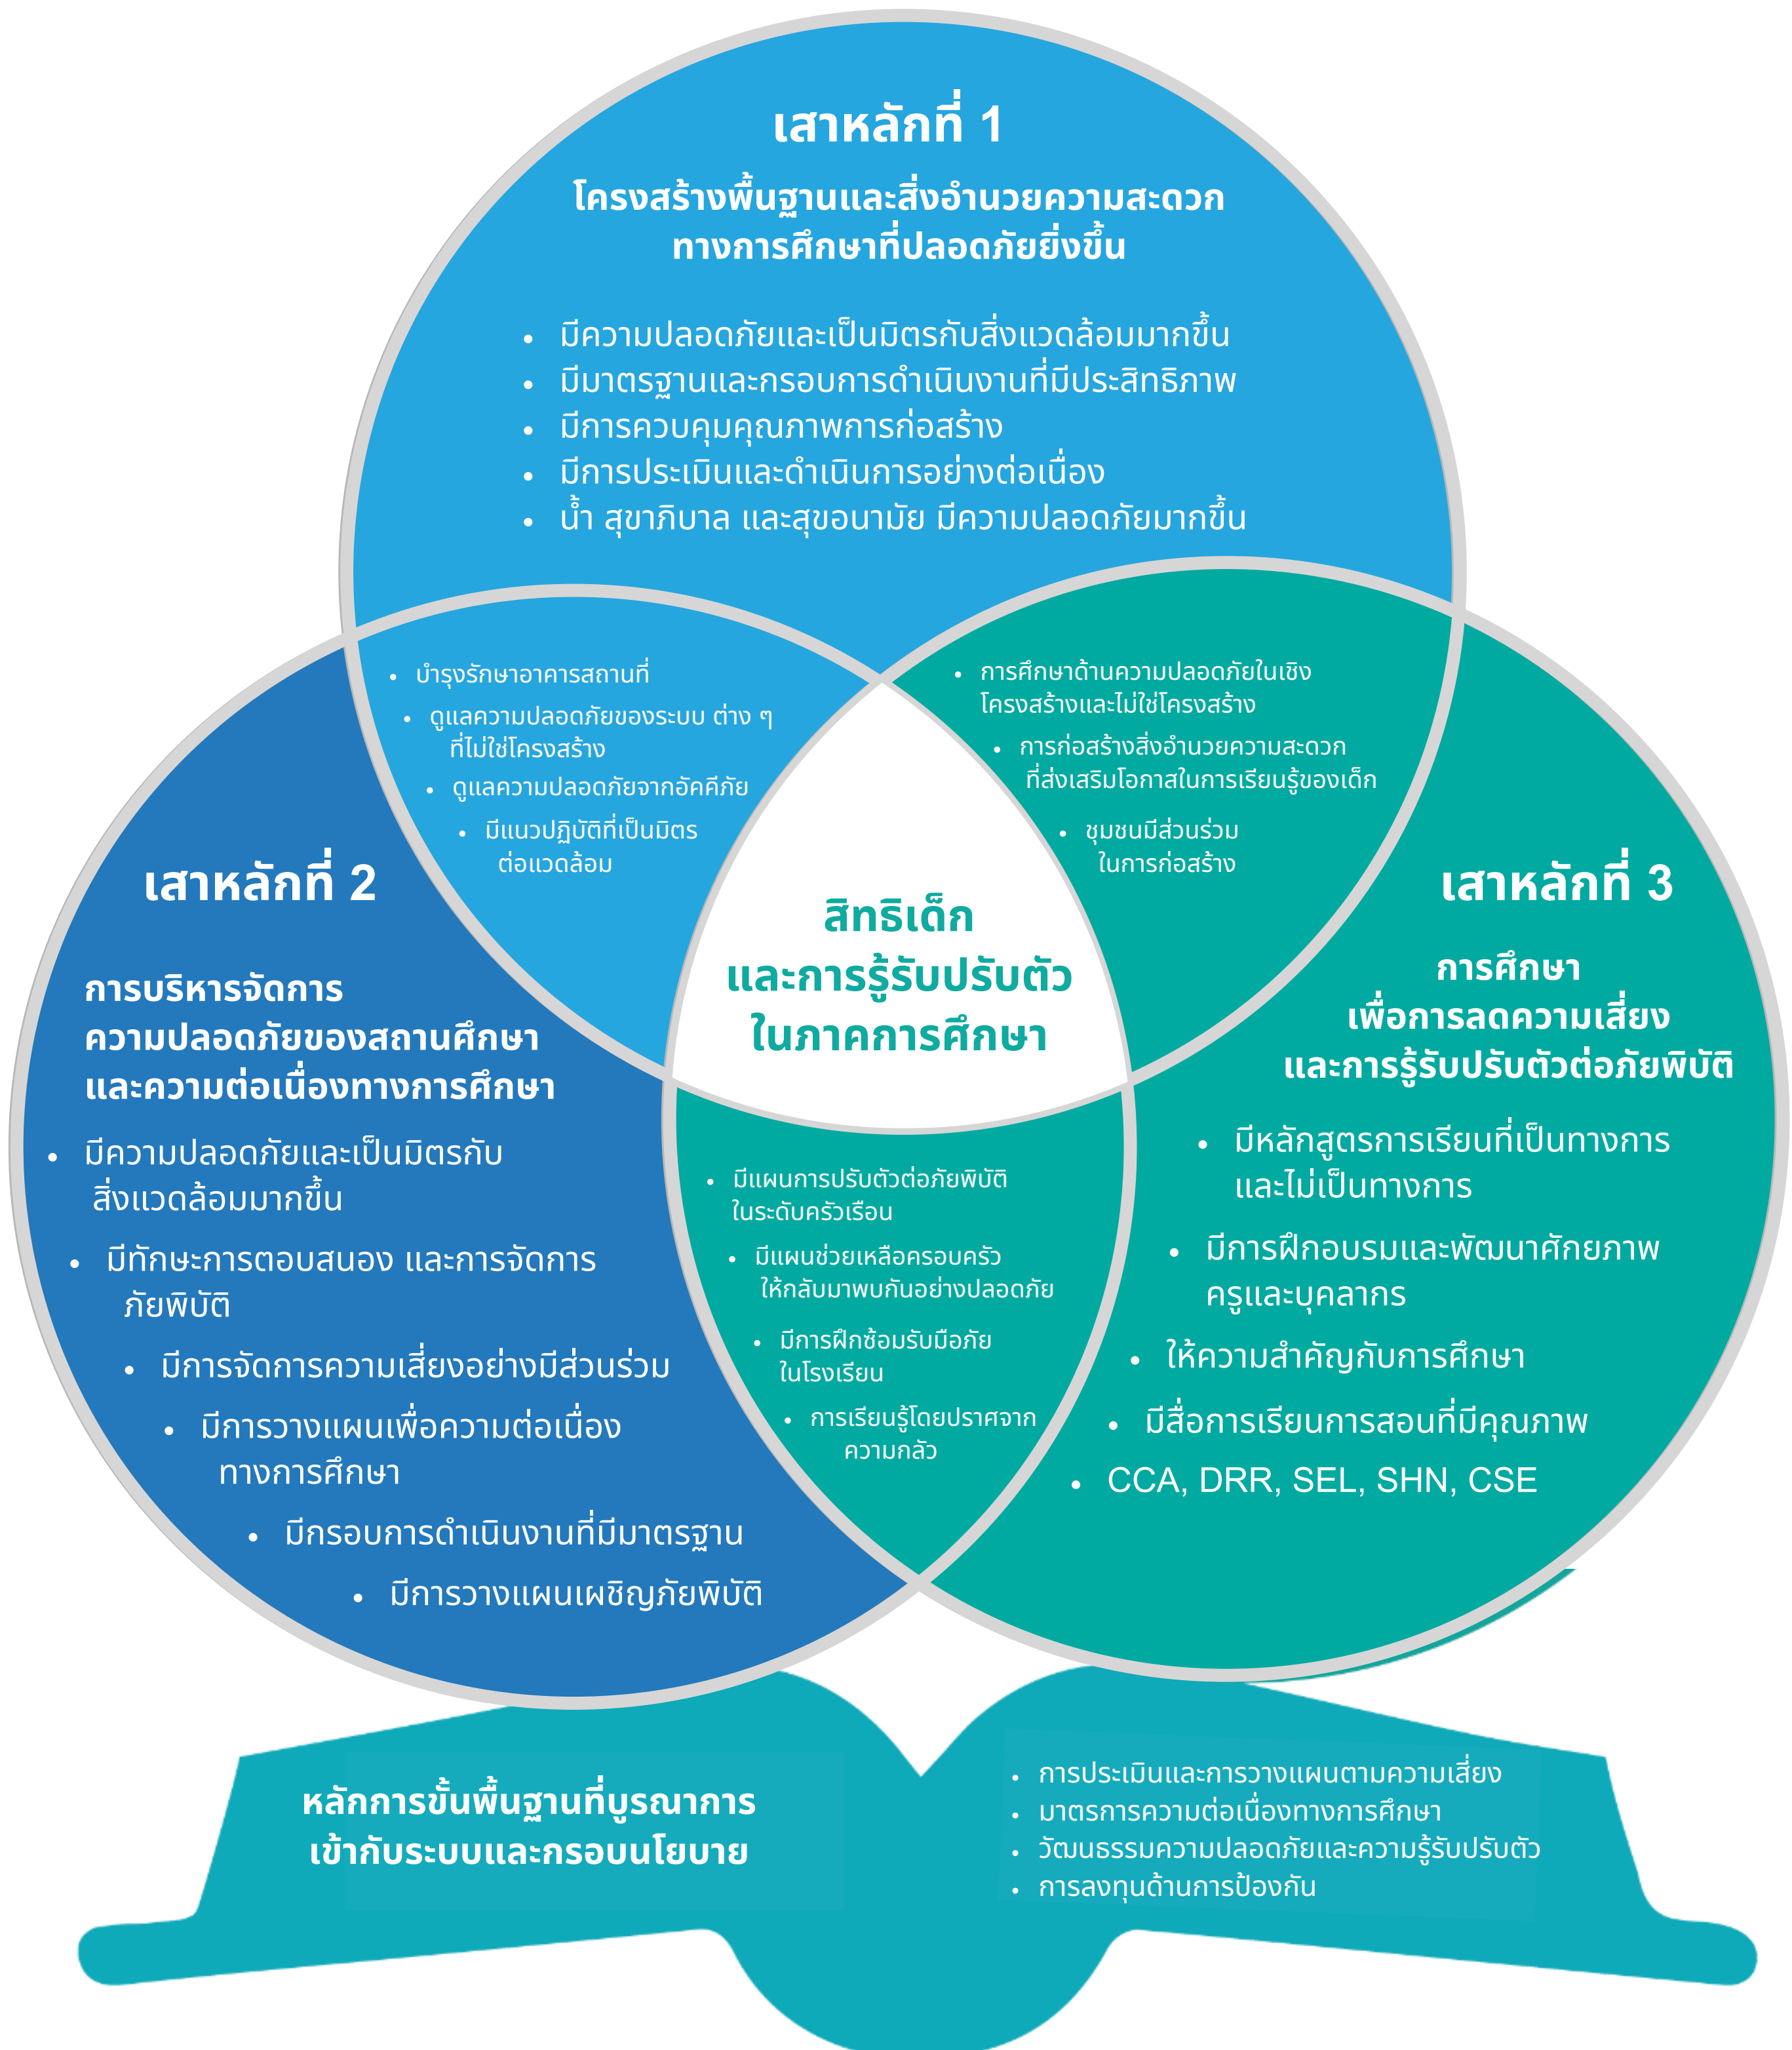 เสาหลักที่ 1
โครงสร้างพื้นฐานและสิ่งอำนวยความสะดวก
ทางการศึกษาที่ปลอดภัยยิ่งขึ้น
• มีความปลอดภัยและเป็นมิตรกับสิ่งแวดล้อมมากขึ้น
• มีมาตรฐานและกรอบการดำเนินงานที่มีประสิทธิภาพ
• มีการควบคุมคุณภาพการก่อสร้าง
• มีการประเมินและดำเนินการอย่างต่อเนื่อง
• น้ำ สุขาภิบาล และสุขอนามัย มีความปลอดภัยมากขึ้น
• บำรุงรักษาอาคารสถานที่
• ดูแลความปลอดภัยของระบบ ต่าง ๆ
ที่ไม่ใช่โครงสร้าง
• ดูแลความปลอดภัยจากอัคคีภัย
• มีแนวปฏิบัติที่เป็นมิตร
ต่อแวดล้อม
• การศึกษาด้านความปลอดภัยในเชิง
โครงสร้างและไม่ใช่โครงสร้าง
• การก่อสร้างสิ่งอำนวยความสะดวก
ที่ส่งเสริมโอกาสในการเรียนรู้ของเด็ก
• ชุมชนมีส่วนร่วม
ในการก่อสร้าง
สิทธิเด็ก
และการรู้รับปรับตัว
ในภาคการศึกษา
เสาหลักที่ 2
การบริหารจัดการ
ความปลอดภัยของสถานศึกษา
และความต่อเนื่องทางการศึกษา
• มีความปลอดภัยและเป็นมิตรกับ
สิ่งแวดล้อมมากขึ้น
• มีทักษะการตอบสนอง และการจัดการ
ภัยพิบัติ
• มีการจัดการความเสี่ยงอย่างมีส่วนร่วม
• มีการวางแผนเพื่อความต่อเนื่อง
ทางการศึกษา
• มีกรอบการดำเนินงานที่มีมาตรฐาน
• มีการวางแผนเผชิญภัยพิบัติ
• มีแผนการปรับตัวต่อภัยพิบัติ
ในระดับครัวเรือน
• มีแผนช่วยเหลือครอบครัว
ให้กลับมาพบกันอย่างปลอดภัย
• มีการฝึกซ้อมรับมือภัย
ในโรงเรียน
• การเรียนรู้โดยปราศจาก
ความกลัว
เสาหลักที่ 3
การศึกษา
เพื่อการลดความเสี่ยง
และการรู้รับปรับตัวต่อภัยพิบัติ
• มีหลักสูตรการเรียนที่เป็นทางการ
และไม่เป็นทางการ
• มีการฝึกอบรมและพัฒนาศักยภาพ
ครูและบุคลากร
• ให้ความสำคัญกับการศึกษา
• มีสื่อการเรียนการสอนที่มีคุณภาพ
• CCA, DRR, SEL, SHN, CSE
หลักการขั้นพื้นฐานที่บูรณาการ
เข้ากับระบบและกรอบนโยบาย
• การประเมินและการวางแผนตามความเสี่ยง
• มาตรการความต่อเนื่องทางการศึกษา
• วัฒนธรรมความปลอดภัยและความรู้รับปรับตัว
• การลงทุนด้านการป้องกัน